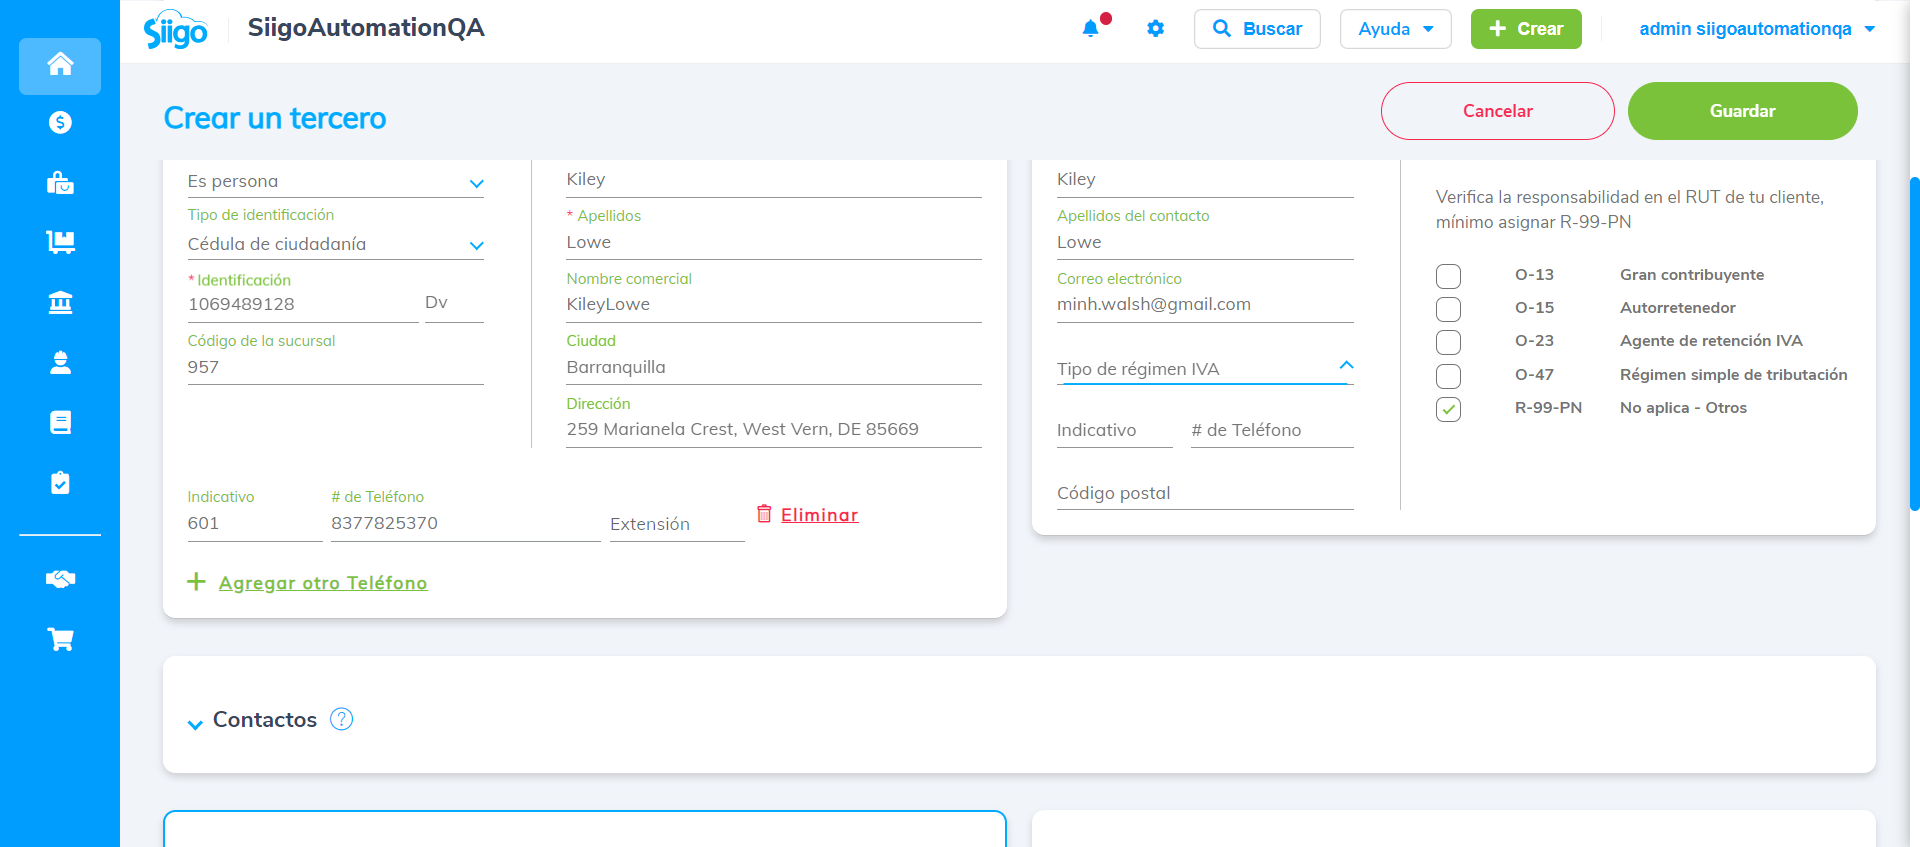 Siigo
SiigoAutomationQA
Buscar
Ayuda
Crear
admin siigoautomationqa
Crear un tercero
Cancelar
Guardar
Es persona
Tipo de identificación
Cédula de ciudadanía
* Identificación
1069489128
Dv
Código de la sucursal
957
Kiley
* Apellidos
Lowe
Nombre comercial
KileyLowe
Ciudad
Barranquilla
Dirección
259 Marianela Crest, West Vern, DE 85669
Indicativo
601
# de Teléfono
8377825370
Extensión
Eliminar
+ Agregar otro Teléfono
Kiley
Apellidos del contacto
Lowe
Correo electrónico
minh.walsh@gmail.com
Tipo de régimen IVA
Indicativo
# de Teléfono
Código postal
Verifica la responsabilidad en el RUT de tu cliente,
mínimo asignar R-99-PN
O-13 Gran contribuyente
O-15 Autorretenedor
O-23 Agente de retención IVA
O-47 Régimen simple de tributación
R-99-PN No aplica - Otros
Contactos ?